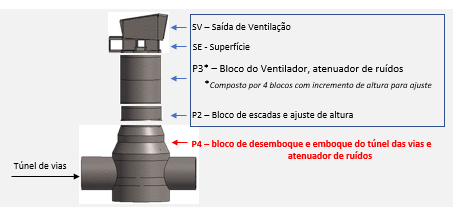 SV – Saída de Ventilação
SE - Superfície
P3* – Bloco do Ventilador, atenuador de ruídos
*Composto por 4 blocos com incremento de altura para ajuste
P2 – Bloco de escadas e ajuste de altura
P4 – bloco de desemboque e emboque do túnel das vias e
atenuador de ruídos
Túnel de vias